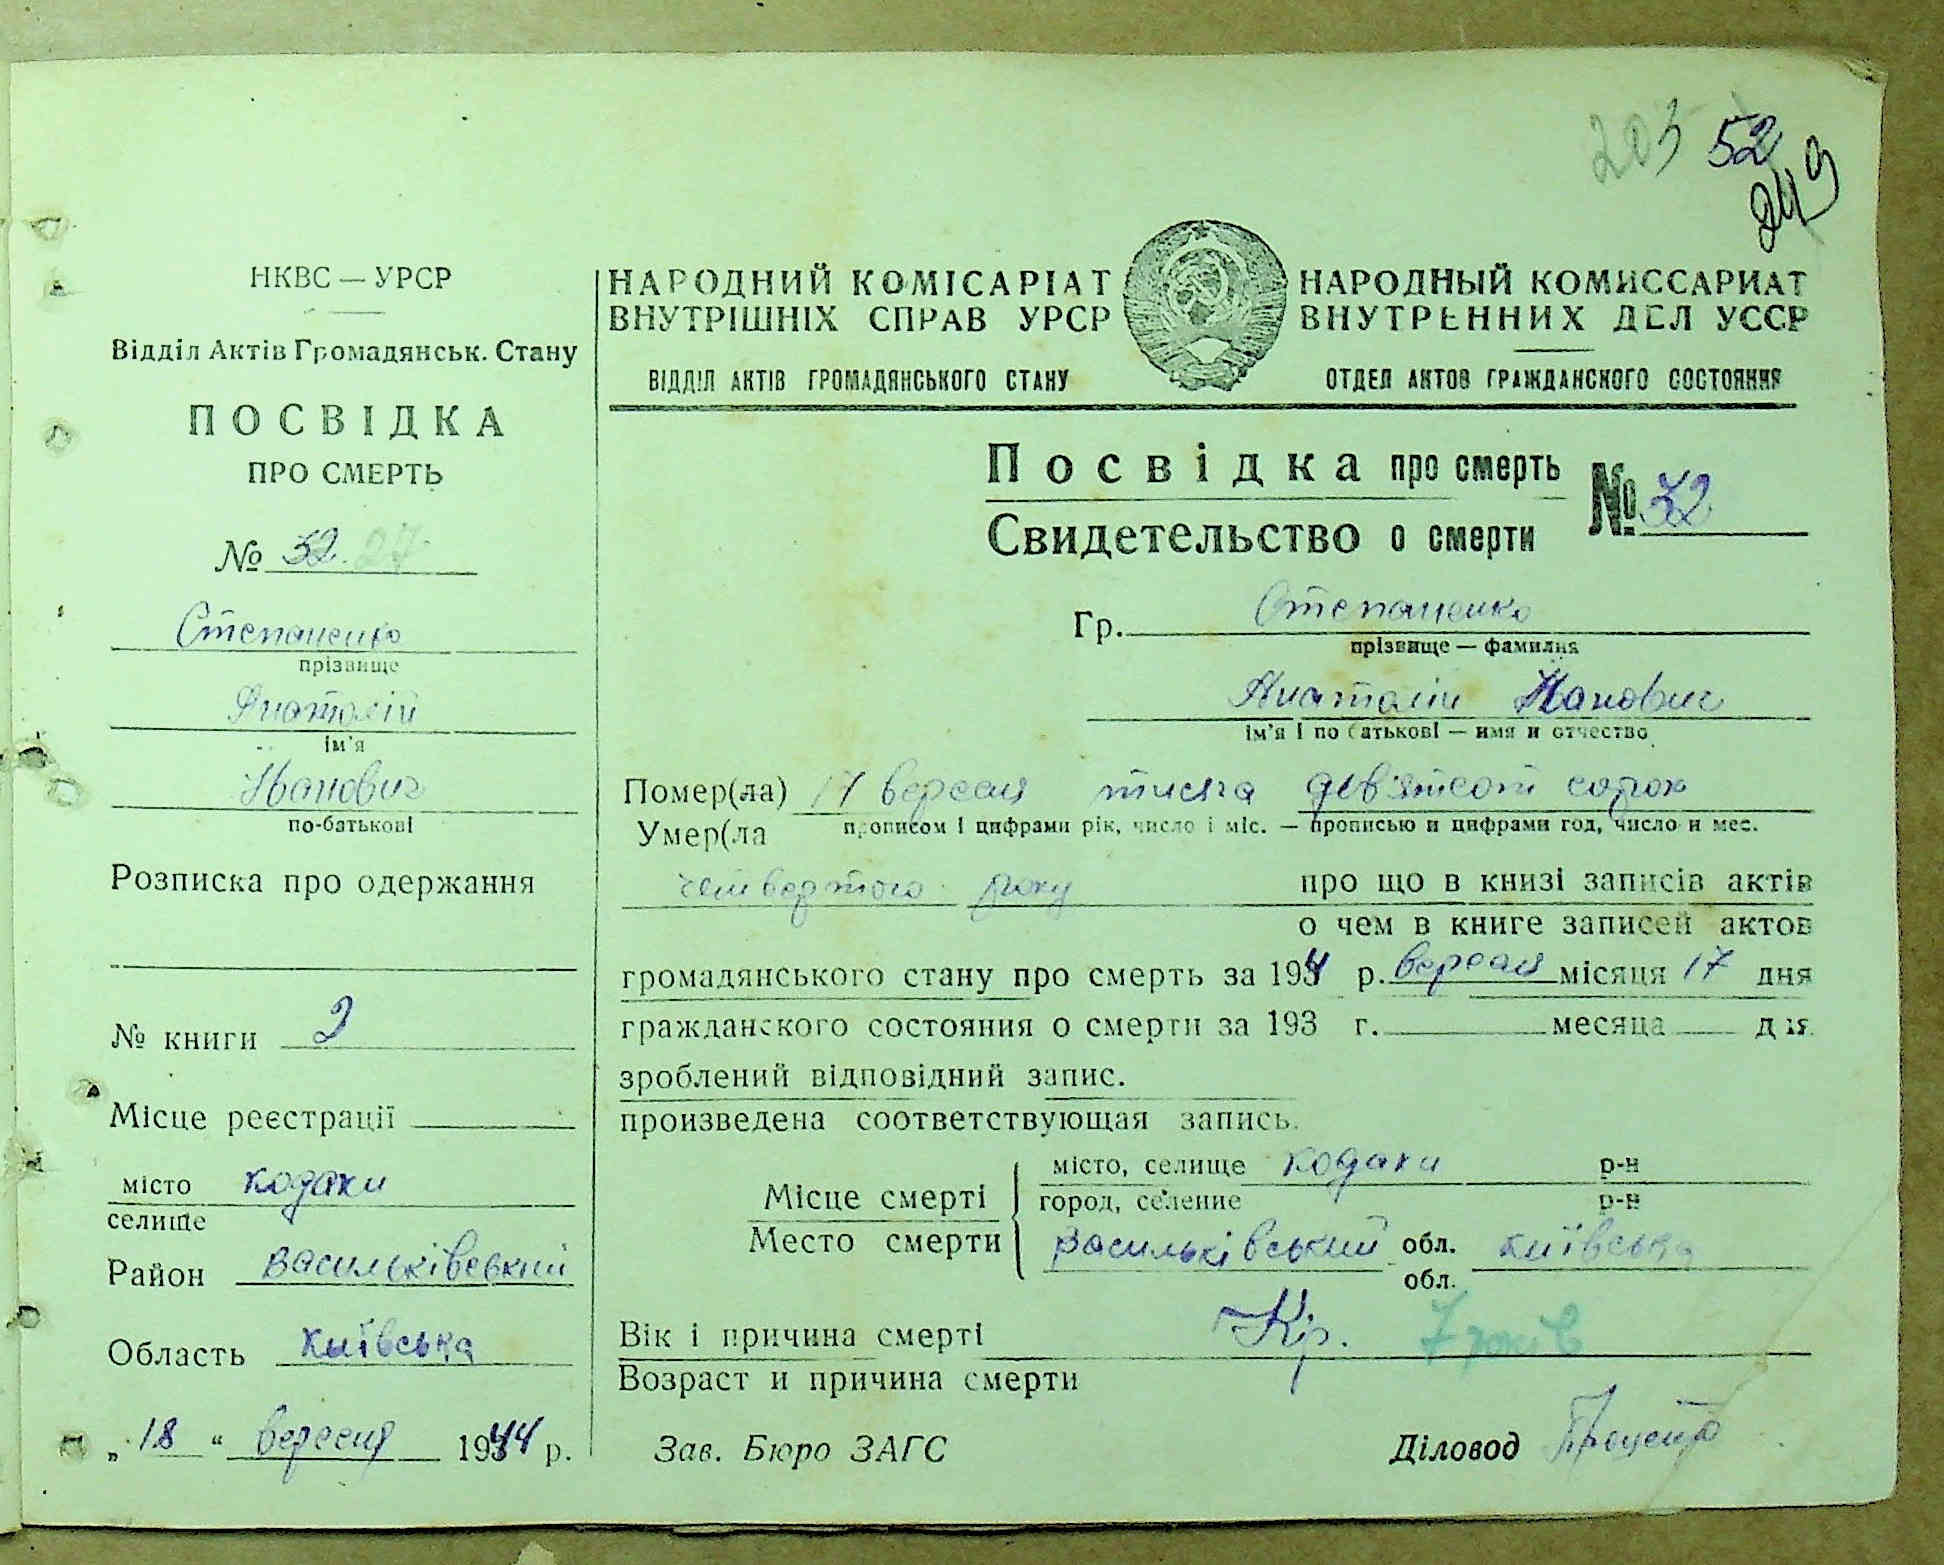 203 52
249
НКВС — УРСР
Відділ Актів Громадянськ. Стану
ПОСВІДКА
ПРО СМЕРТЬ
№ 52. 27
Степаненко
прізвище
Анатолій
ім'я
Іванович
по-батькові
Розписка про одержання
№ книги 2
Місце реєстрації
місто кодаки
селище
Район васильківський
Область київська
„18“ вересня 1944 р.
НАРОДНИЙ КОМІСАРІАТ
ВНУТРІШНІХ СПРАВ УРСР
ВІДДІЛ АКТІВ ГРОМАДЯНСЬКОГО СТАНУ
НАРОДНЫЙ КОМИССАРИАТ
ВНУТРЕННИХ ДЕЛ УССР
ОТДЕЛ АКТОВ ГРАЖДАНСКОГО СОСТОЯНИЯ
Посвідка про смерть
Свидетельство о смерти
№ 52
Гр. Степаненко
прізвище — фамилия
Анатолій Іванович
ім'я і по батькові — имя и отчество
Помер(ла) 17 вересня тисяча дев'ятсот сорок
Умер(ла прописом і цифрами рік, число і міс. — прописью и цифрами год, число и мес.
четвертого року про що в книзі записів актів
о чем в книге записей актов
громадянського стану про смерть за 194 р. вересня місяця 17 дня
гражданского состояния о смерти за 193 г. месяца дня
зроблений відповідний запис.
произведена соответствующая запись.
Місце смерті місто, селище кодаки р-н
город, селение р-н
Место смерти васильківський обл. київська
обл.
Вік і причина смерті Кір. 7 років
Возраст и причина смерти
Зав. Бюро ЗАГС Діловод